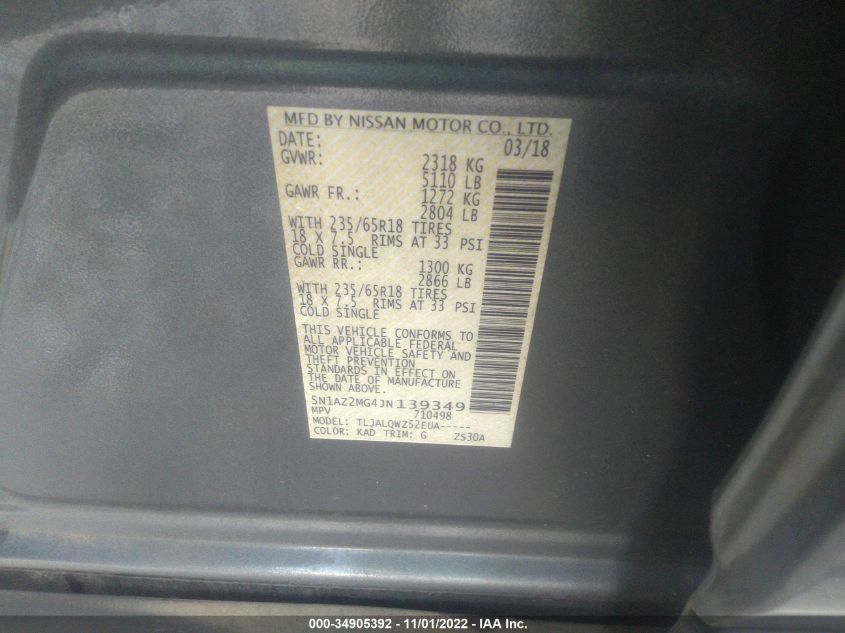 MFD BY NISSAN MOTOR CO., LTD.
DATE: 03/18
GVWR: 2318 KG
5110 LB
GAWR FR.: 1272 KG
2804 LB
WITH 235/65R18 TIRES
18 X 7.5 RIMS AT 33 PSI
COLD SINGLE
GAWR RR.: 1300 KG
2866 LB
WITH 235/65R18 TIRES
18 X 7.5 RIMS AT 33 PSI
COLD SINGLE
THIS VEHICLE CONFORMS TO
ALL APPLICABLE FEDERAL
MOTOR VEHICLE SAFETY AND
THEFT PREVENTION
STANDARDS IN EFFECT ON
THE DATE OF MANUFACTURE
SHOWN ABOVE.
5N1AZ2MG4JN139349
MPV 710498
MODEL: TLJALQWZ52EUA-----
COLOR: KAD TRIM: G ZS30A
000-34905392 - 11/01/2022 - IAA Inc.